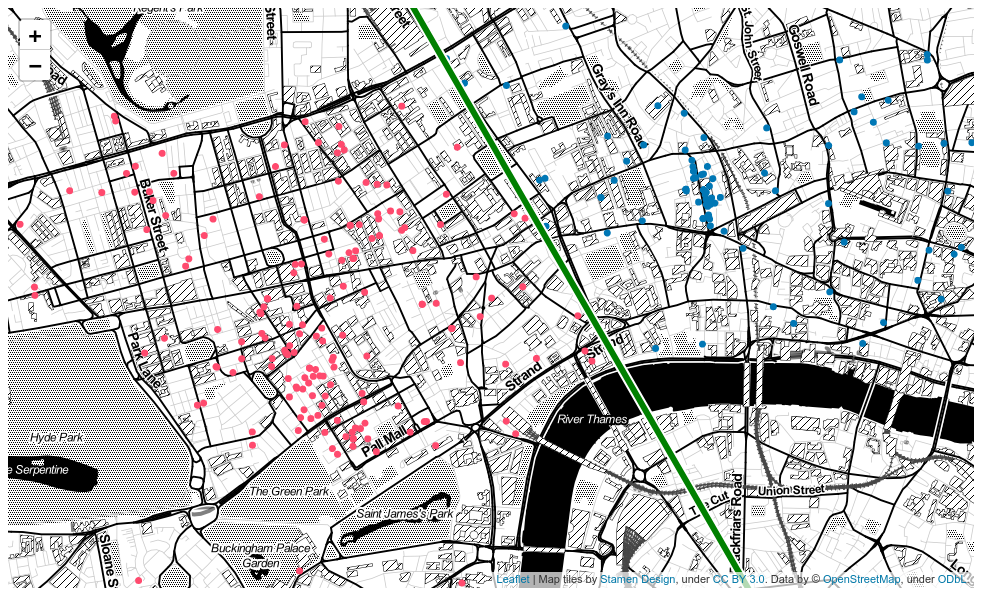 Regent's Park
Street
Street
+
−
Road
St. John Street
Goswell Road
Gray's Inn Road
Baker Street
Park Lane
Strand
Strand
River Thames
Pall Mall
Hyde Park
Serpentine
The Green Park
Saint James's Park
Union Street
The Cut
Blackfriars Road
Buckingham Palace
Garden
Sloane S
Leaflet | Map tiles by Stamen Design, under CC BY 3.0. Data by © OpenStreetMap, under ODbL.